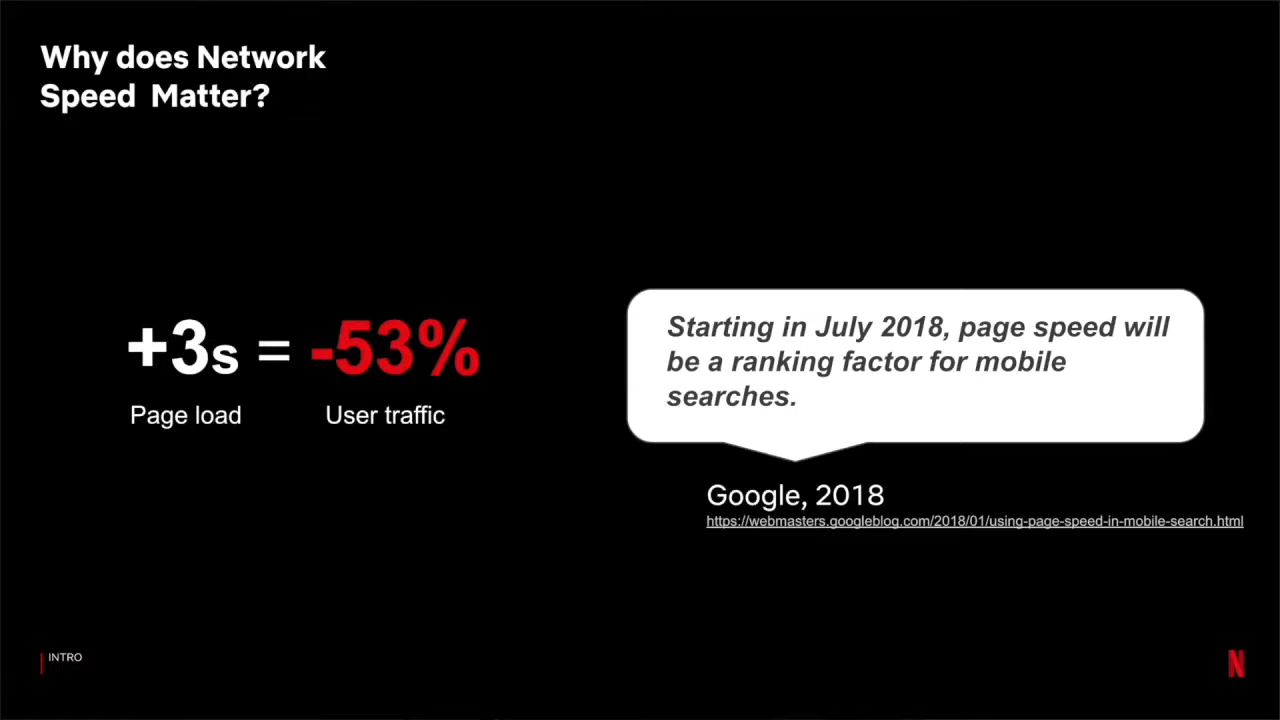 Why does Network
Speed Matter?
+3s = -53%
Page load User traffic
Starting in July 2018, page speed will
be a ranking factor for mobile
searches.
Google, 2018
https://webmasters.googleblog.com/2018/01/using-page-speed-in-mobile-search.html
INTRO
N